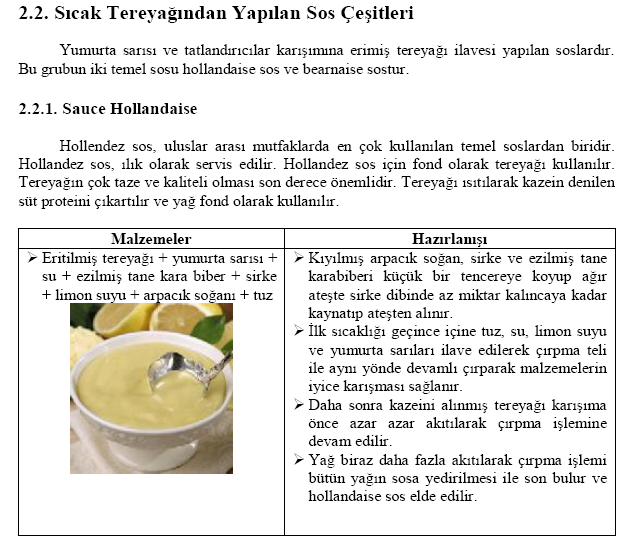 2.2. Sıcak Tereyağından Yapılan Sos Çeşitleri
Yumurta sarısı ve tatlandırıcılar karışımına erimiş tereyağı ilavesi yapılan soslardır.
Bu grubun iki temel sosu hollandaise sos ve bearnaise sostur.
2.2.1. Sauce Hollandaise
Hollendez sos, uluslar arası mutfaklarda en çok kullanılan temel soslardan biridir.
Hollandez sos, ılık olarak servis edilir. Hollandez sos için fond olarak tereyağı kullanılır.
Tereyağın çok taze ve kaliteli olması son derece önemlidir. Tereyağı ısıtılarak kazein denilen
süt proteini çıkartılır ve yağ fond olarak kullanılır.
Malzemeler
➢ Eritilmiş tereyağı + yumurta sarısı +
su + ezilmiş tane kara biber + sirke
+ limon suyu + arpacık soğanı + tuz
Hazırlanışı
➢ Kıyılmış arpacık soğan, sirke ve ezilmiş tane
karabiberi küçük bir tencereye koyup ağır
ateşte sirke dibinde az miktar kalıncaya kadar
kaynatıp ateşten alınır.
➢ İlk sıcaklığı geçince içine tuz, su, limon suyu
ve yumurta sarıları ilave edilerek çırpma teli
ile aynı yönde devamlı çırparak malzemelerin
iyice karışması sağlanır.
➢ Daha sonra kazeini alınmış tereyağı karışıma
önce azar azar akıtılarak çırpma işlemine
devam edilir.
➢ Yağ biraz daha fazla akıtılarak çırpma işlemi
bütün yağın sosa yedirilmesi ile son bulur ve
hollandaise sos elde edilir.